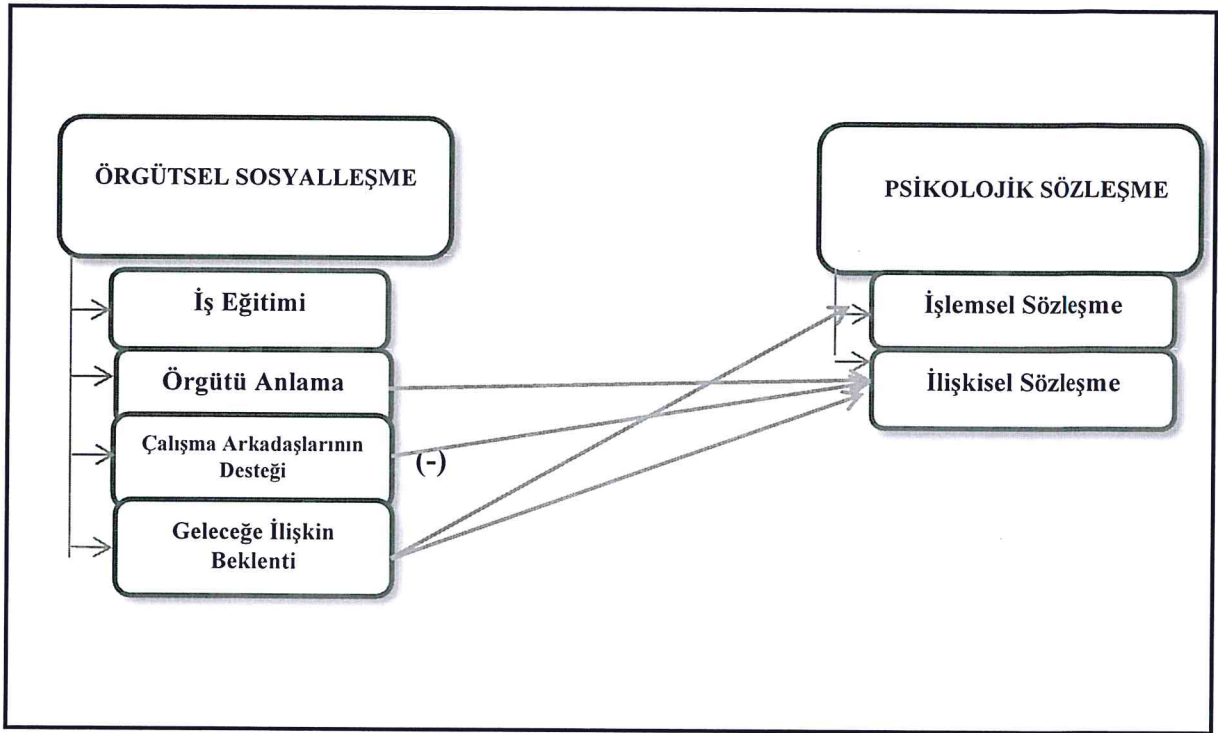 ÖRGÜTSEL SOSYALLEŞME
İş Eğitimi
Örgütü Anlama
Çalışma Arkadaşlarının
Desteği
(-)
Geleceğe İlişkin
Beklenti
PSİKOLOJİK SÖZLEŞME
İşlemsel Sözleşme
İlişkisel Sözleşme